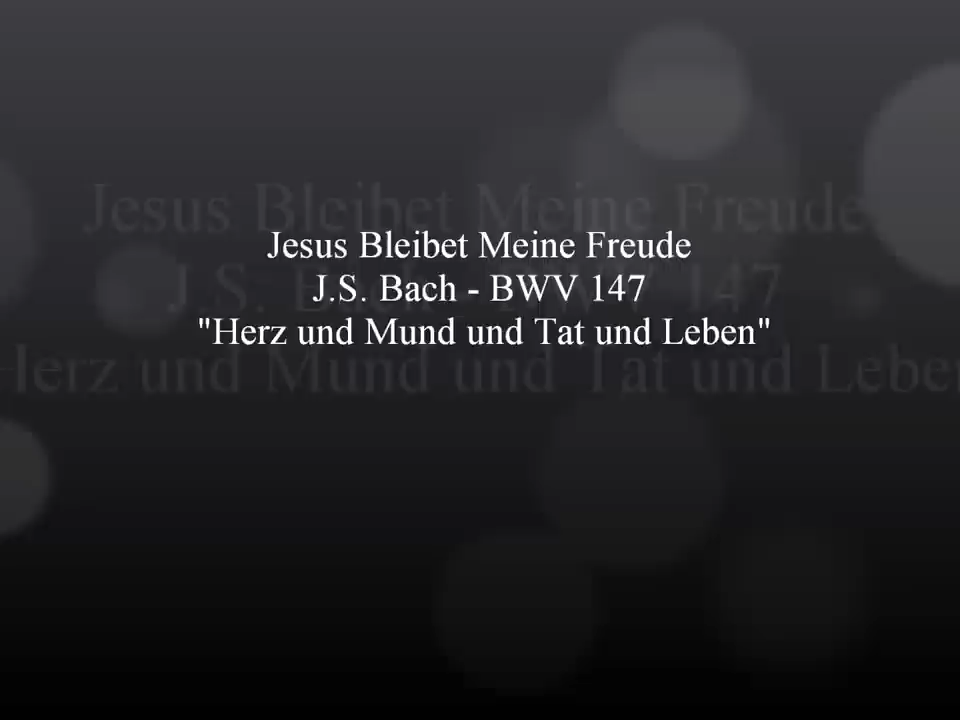 Jesus Bleibet Meine Freude
J.S. Bach - BWV 147
"Herz und Mund und Tat und Leben"